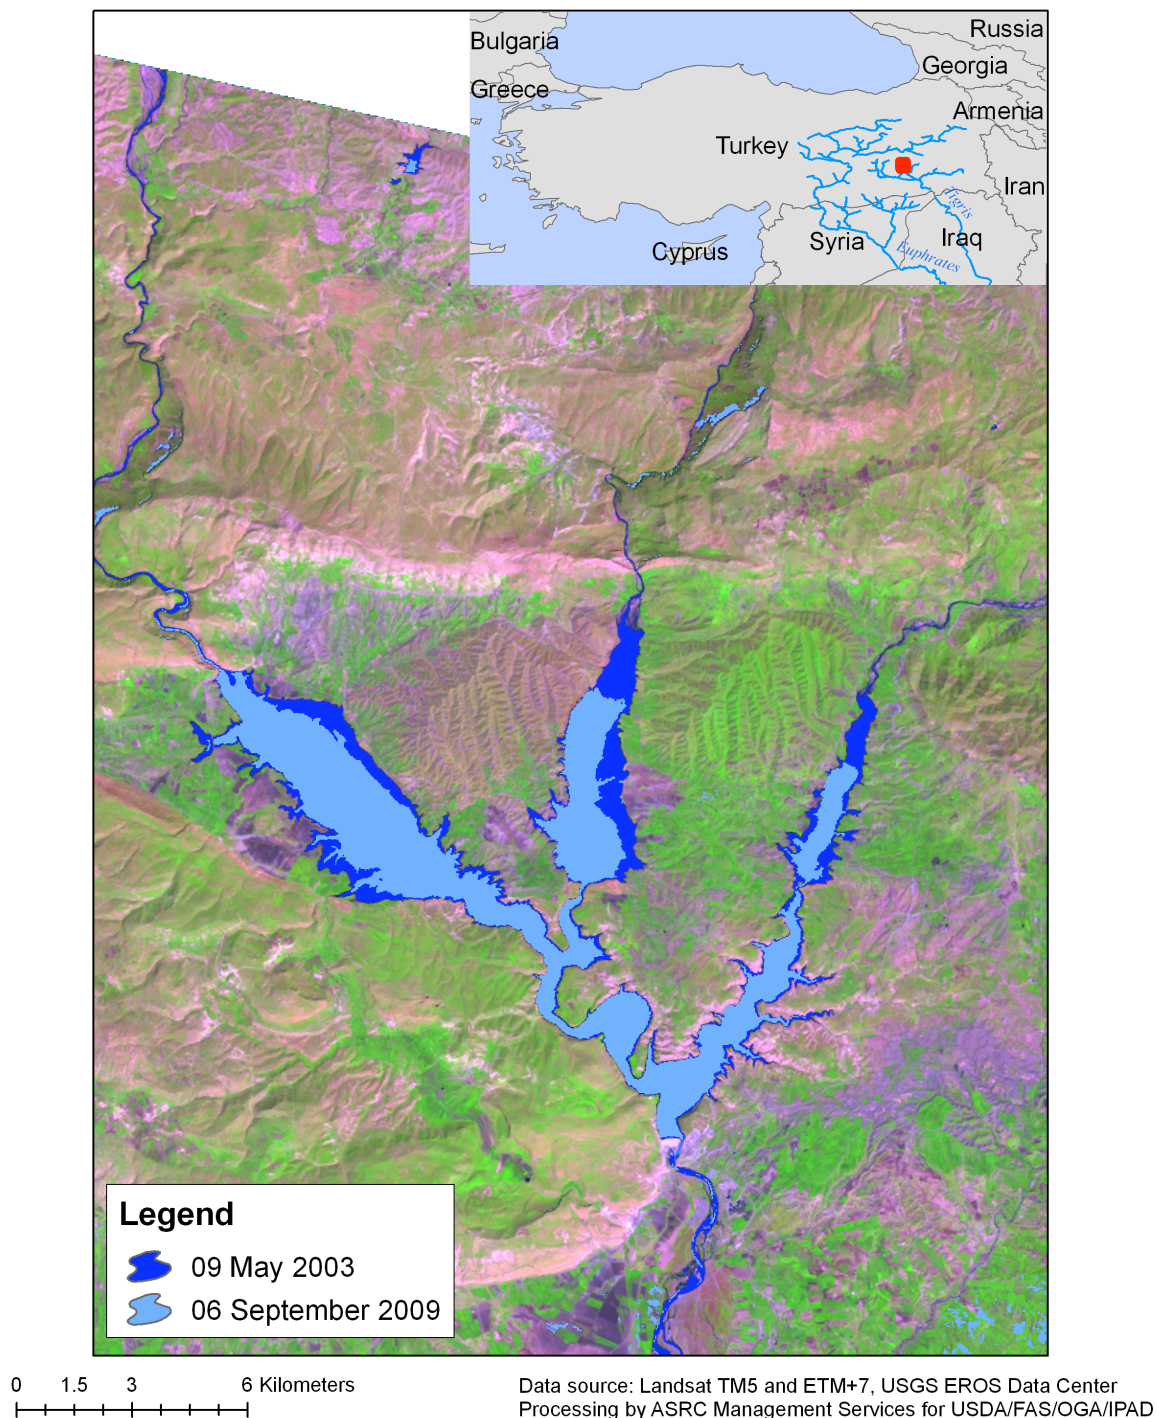 Russia
Bulgaria
Georgia
Greece
Armenia
Turkey
Iran
Tigris
Syria
Iraq
Cyprus
Euphrates
Legend
09 May 2003
06 September 2009
0 1.5 3 6 Kilometers
Data source: Landsat TM5 and ETM+7, USGS EROS Data Center
Processing by ASRC Management Services for USDA/FAS/OGA/IPAD